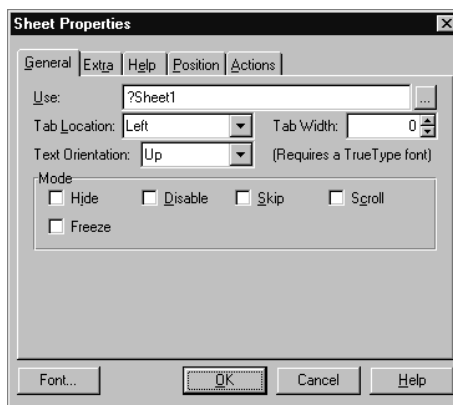 Sheet Properties
General Extra Help Position Actions
Use: ?Sheet1 ...
Tab Location: Left Tab Width: 0
Text Orientation: Up (Requires a TrueType font)
Mode
Hide Disable Skip Scroll
Freeze
Font... OK Cancel Help